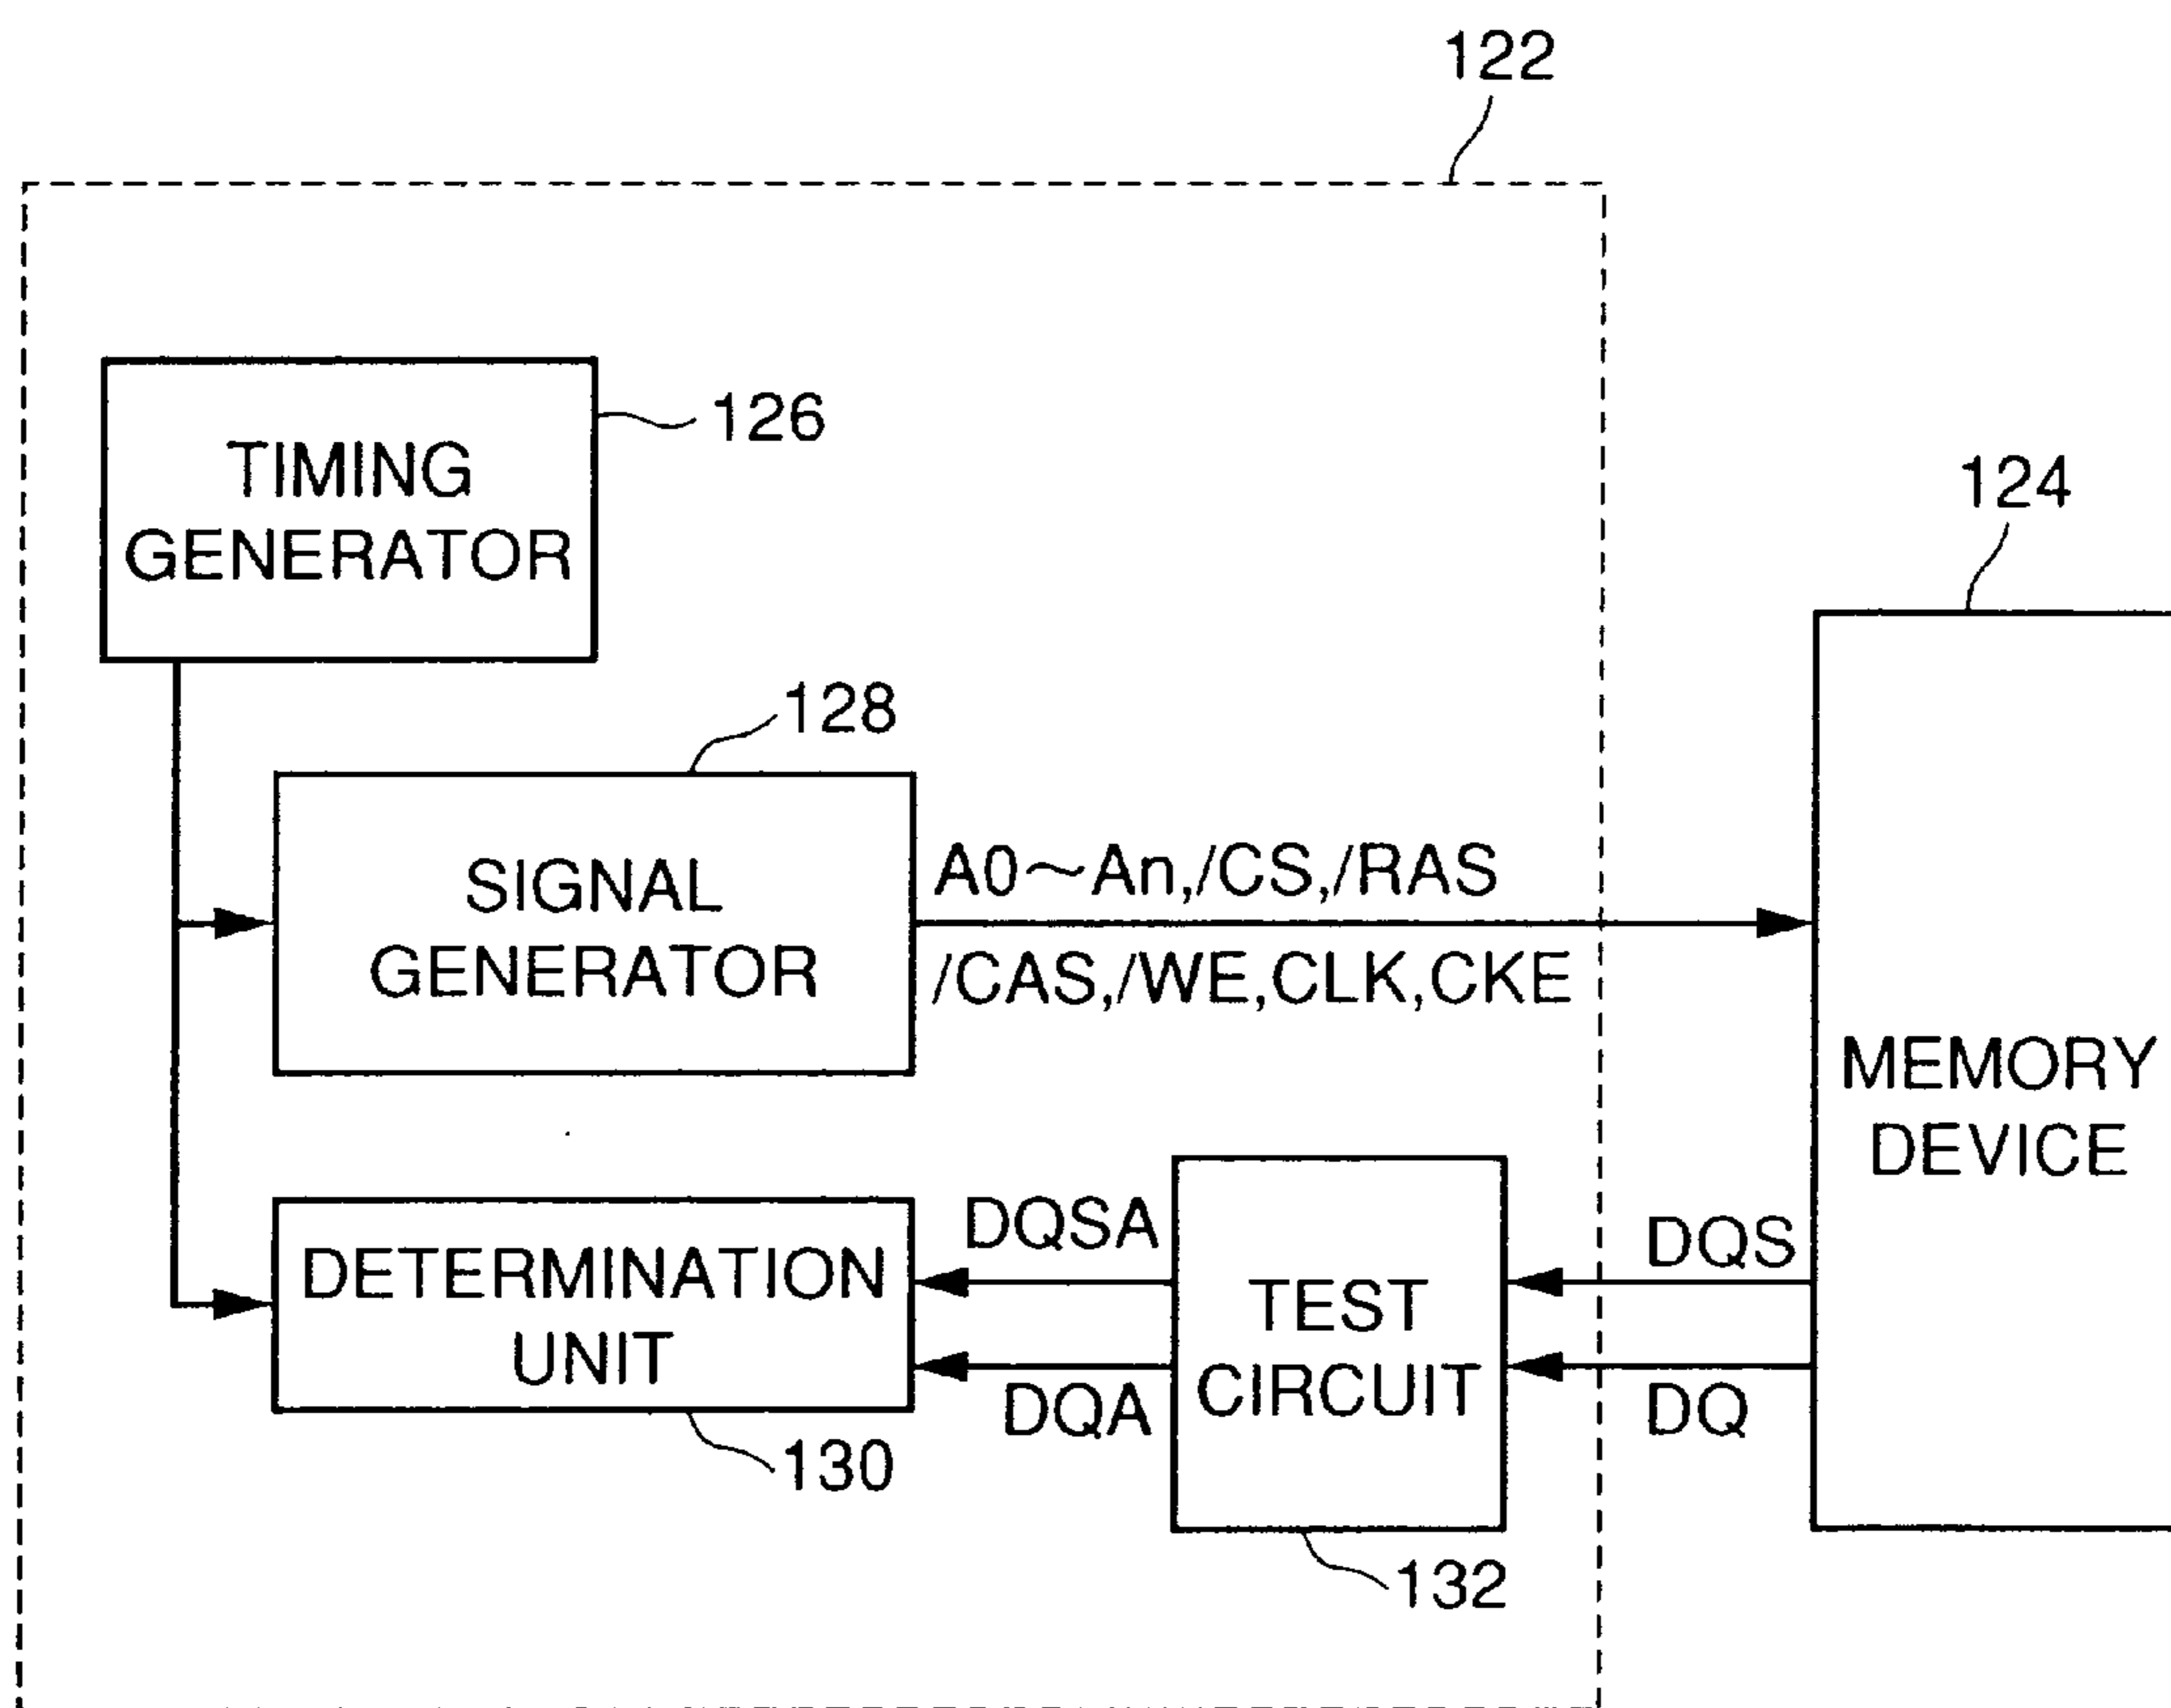 122
TIMING
GENERATOR
126
124
128
SIGNAL
GENERATOR
A0~An,/CS,/RAS
/CAS,/WE,CLK,CKE
MEMORY
DEVICE
DETERMINATION
UNIT
130
DQSA
DQA
TEST
CIRCUIT
132
DQS
DQ